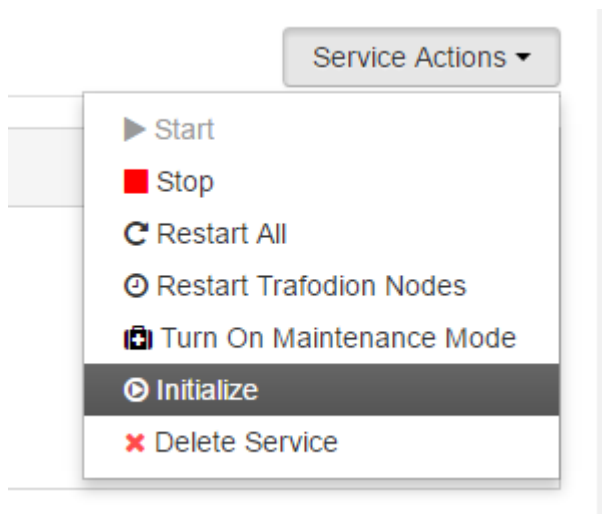 Service Actions
Start
Stop
Restart All
Restart Trafodion Nodes
Turn On Maintenance Mode
Initialize
Delete Service